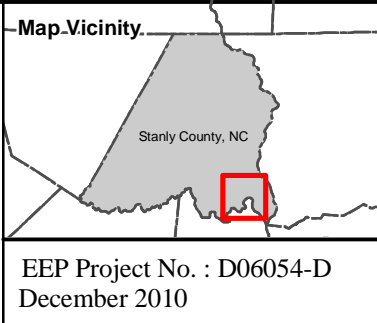 Map Vicinity
Stanly County, NC
EEP Project No. : D06054-D
December 2010